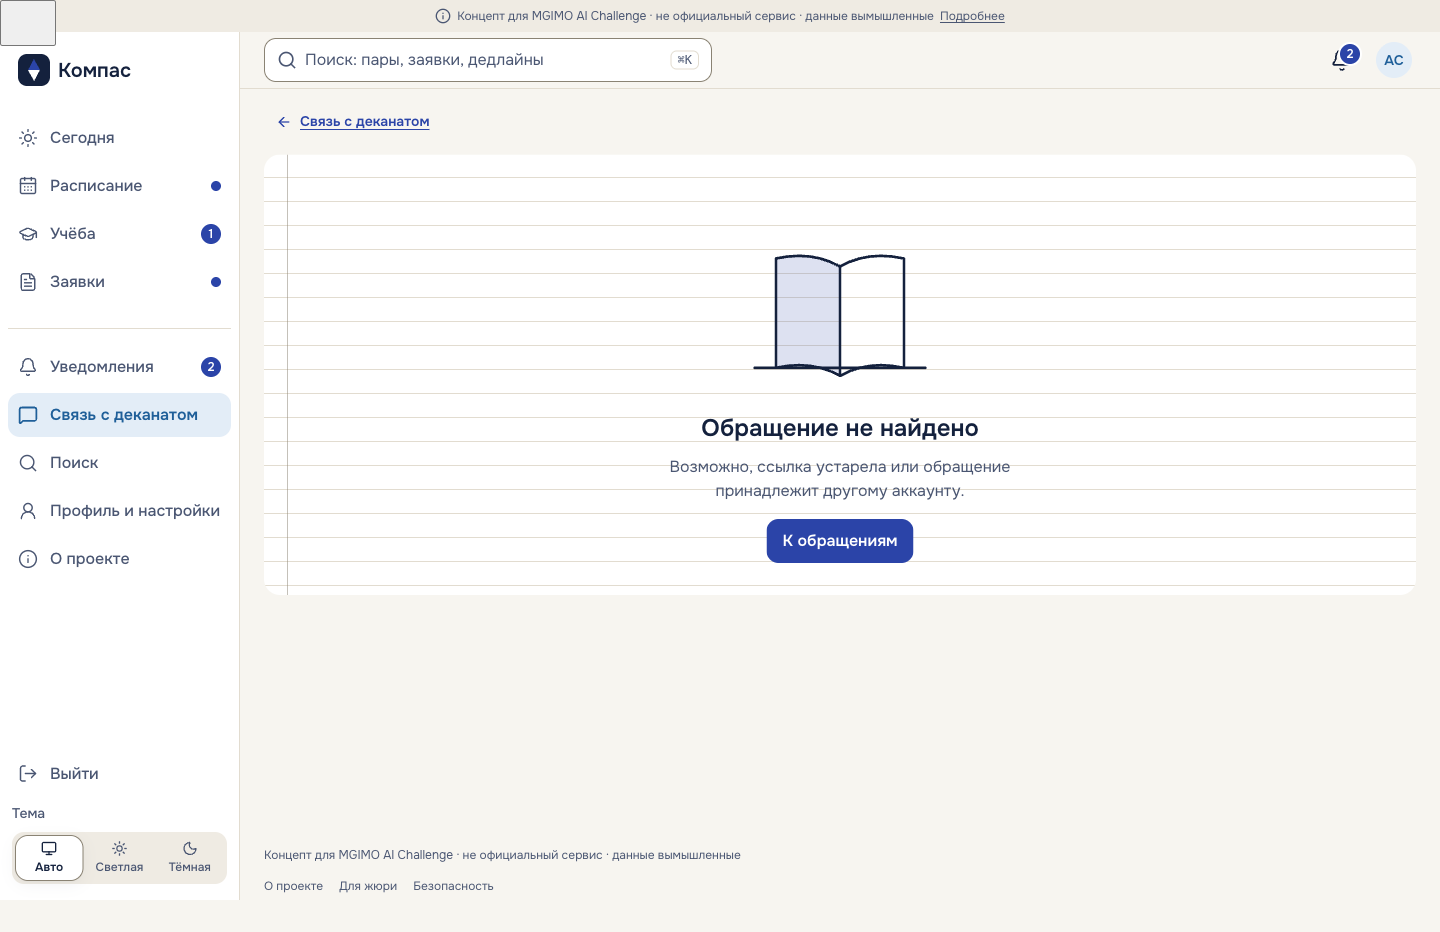 Концепт для MGIMO AI Challenge · не официальный сервис · данные вымышленные Подробнее
Компас
Поиск: пары, заявки, дедлайны
⌘K
2
АС
Сегодня
Расписание
Учёба
1
Заявки
Уведомления
2
Связь с деканатом
Поиск
Профиль и настройки
О проекте
Выйти
Тема
Авто
Светлая
Тёмная
Связь с деканатом
Обращение не найдено
Возможно, ссылка устарела или обращение
принадлежит другому аккаунту.
К обращениям
Концепт для MGIMO AI Challenge · не официальный сервис · данные вымышленные
О проекте
Для жюри
Безопасность